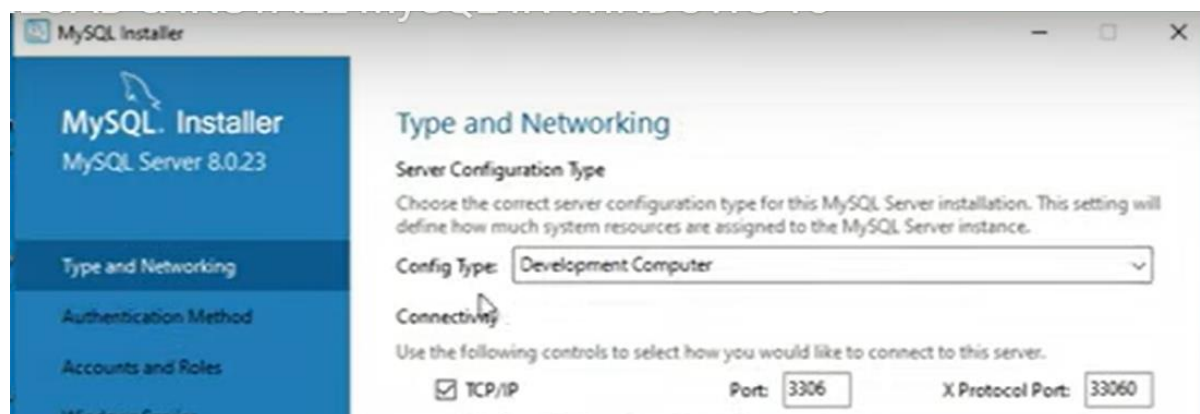 MySQL Installer
MySQL. Installer
MySQL Server 8.0.23
Type and Networking
Authentication Method
Accounts and Roles
Type and Networking
Server Configuration Type
Choose the correct server configuration type for this MySQL Server installation. This setting will
define how much system resources are assigned to the MySQL Server instance.
Config Type: Development Computer
Connectivity
Use the following controls to select how you would like to connect to this server.
TCP/IP Port: 3306 X Protocol Port: 33060